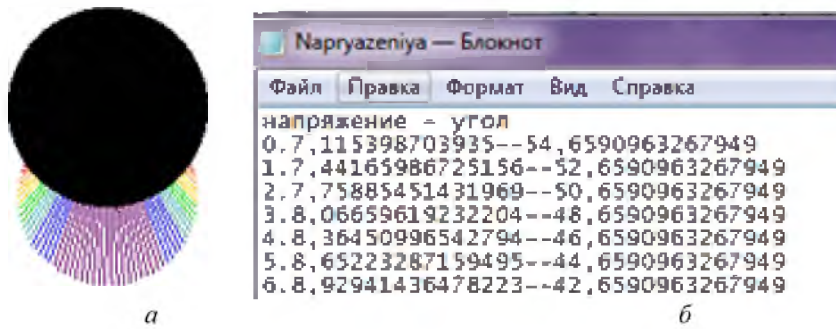 Napryazeniya — Блокнот
Файл Правка Формат Вид Справка
напряжение - угол
0.7,115398703935--54,6590963267949
1.7,44165986725156--52,6590963267949
2.7,75885451431969--50,6590963267949
3.8,06659619232204--48,6590963267949
4.8,36450996542794--46,6590963267949
5.8,65223287159495--44,6590963267949
6.8,92941436478223--42,6590963267949
а
б